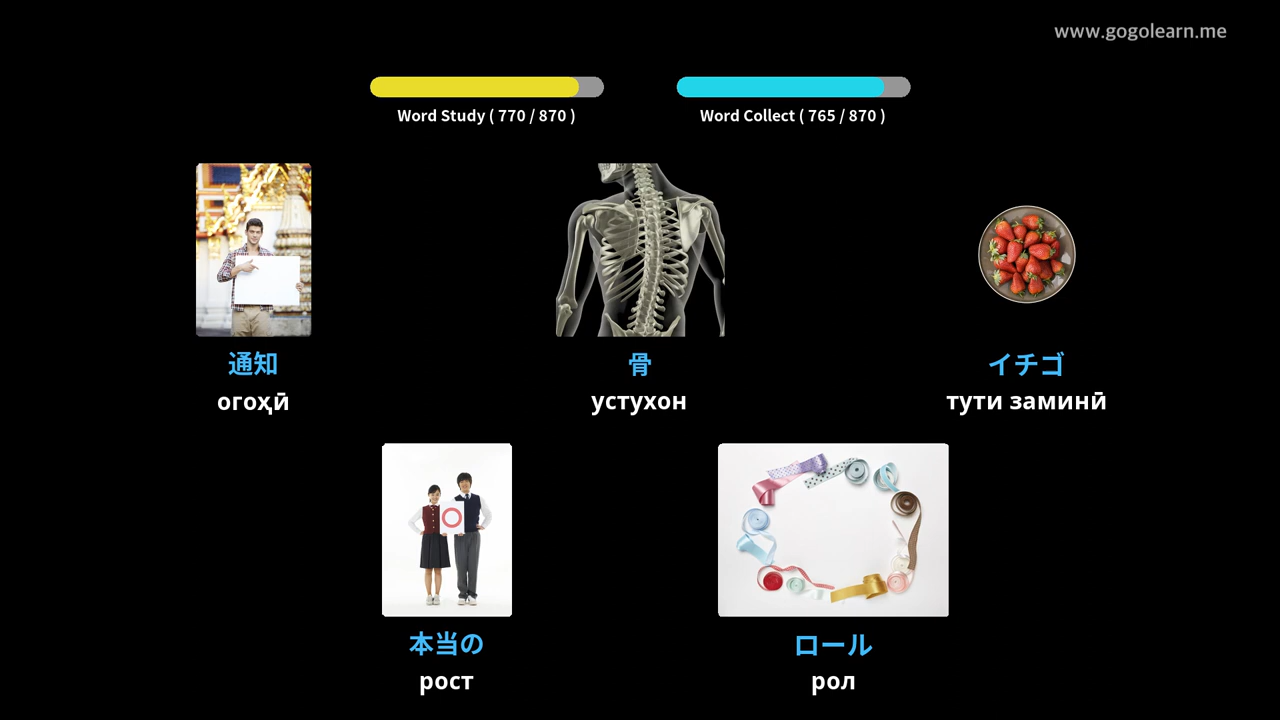 www.gogolearn.me
Word Study ( 770 / 870 )
Word Collect ( 765 / 870 )
通知
огоҳӣ
骨
устухон
イチゴ
тути заминӣ
本当の
рост
ロール
рол